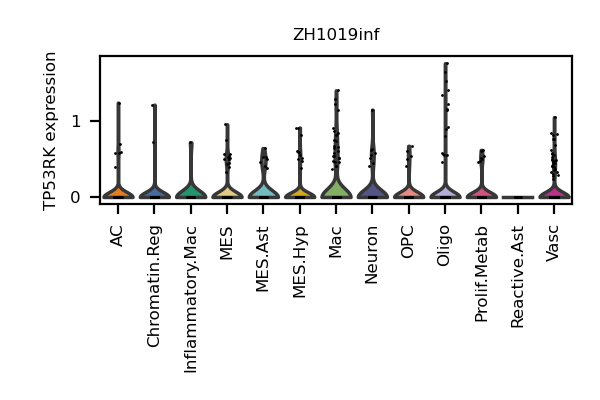 ZH1019inf
TP53RK expression
1
0
AC
Chromatin.Reg
Inflammatory.Mac
MES
MES.Ast
MES.Hyp
Mac
Neuron
OPC
Oligo
Prolif.Metab
Reactive.Ast
Vasc